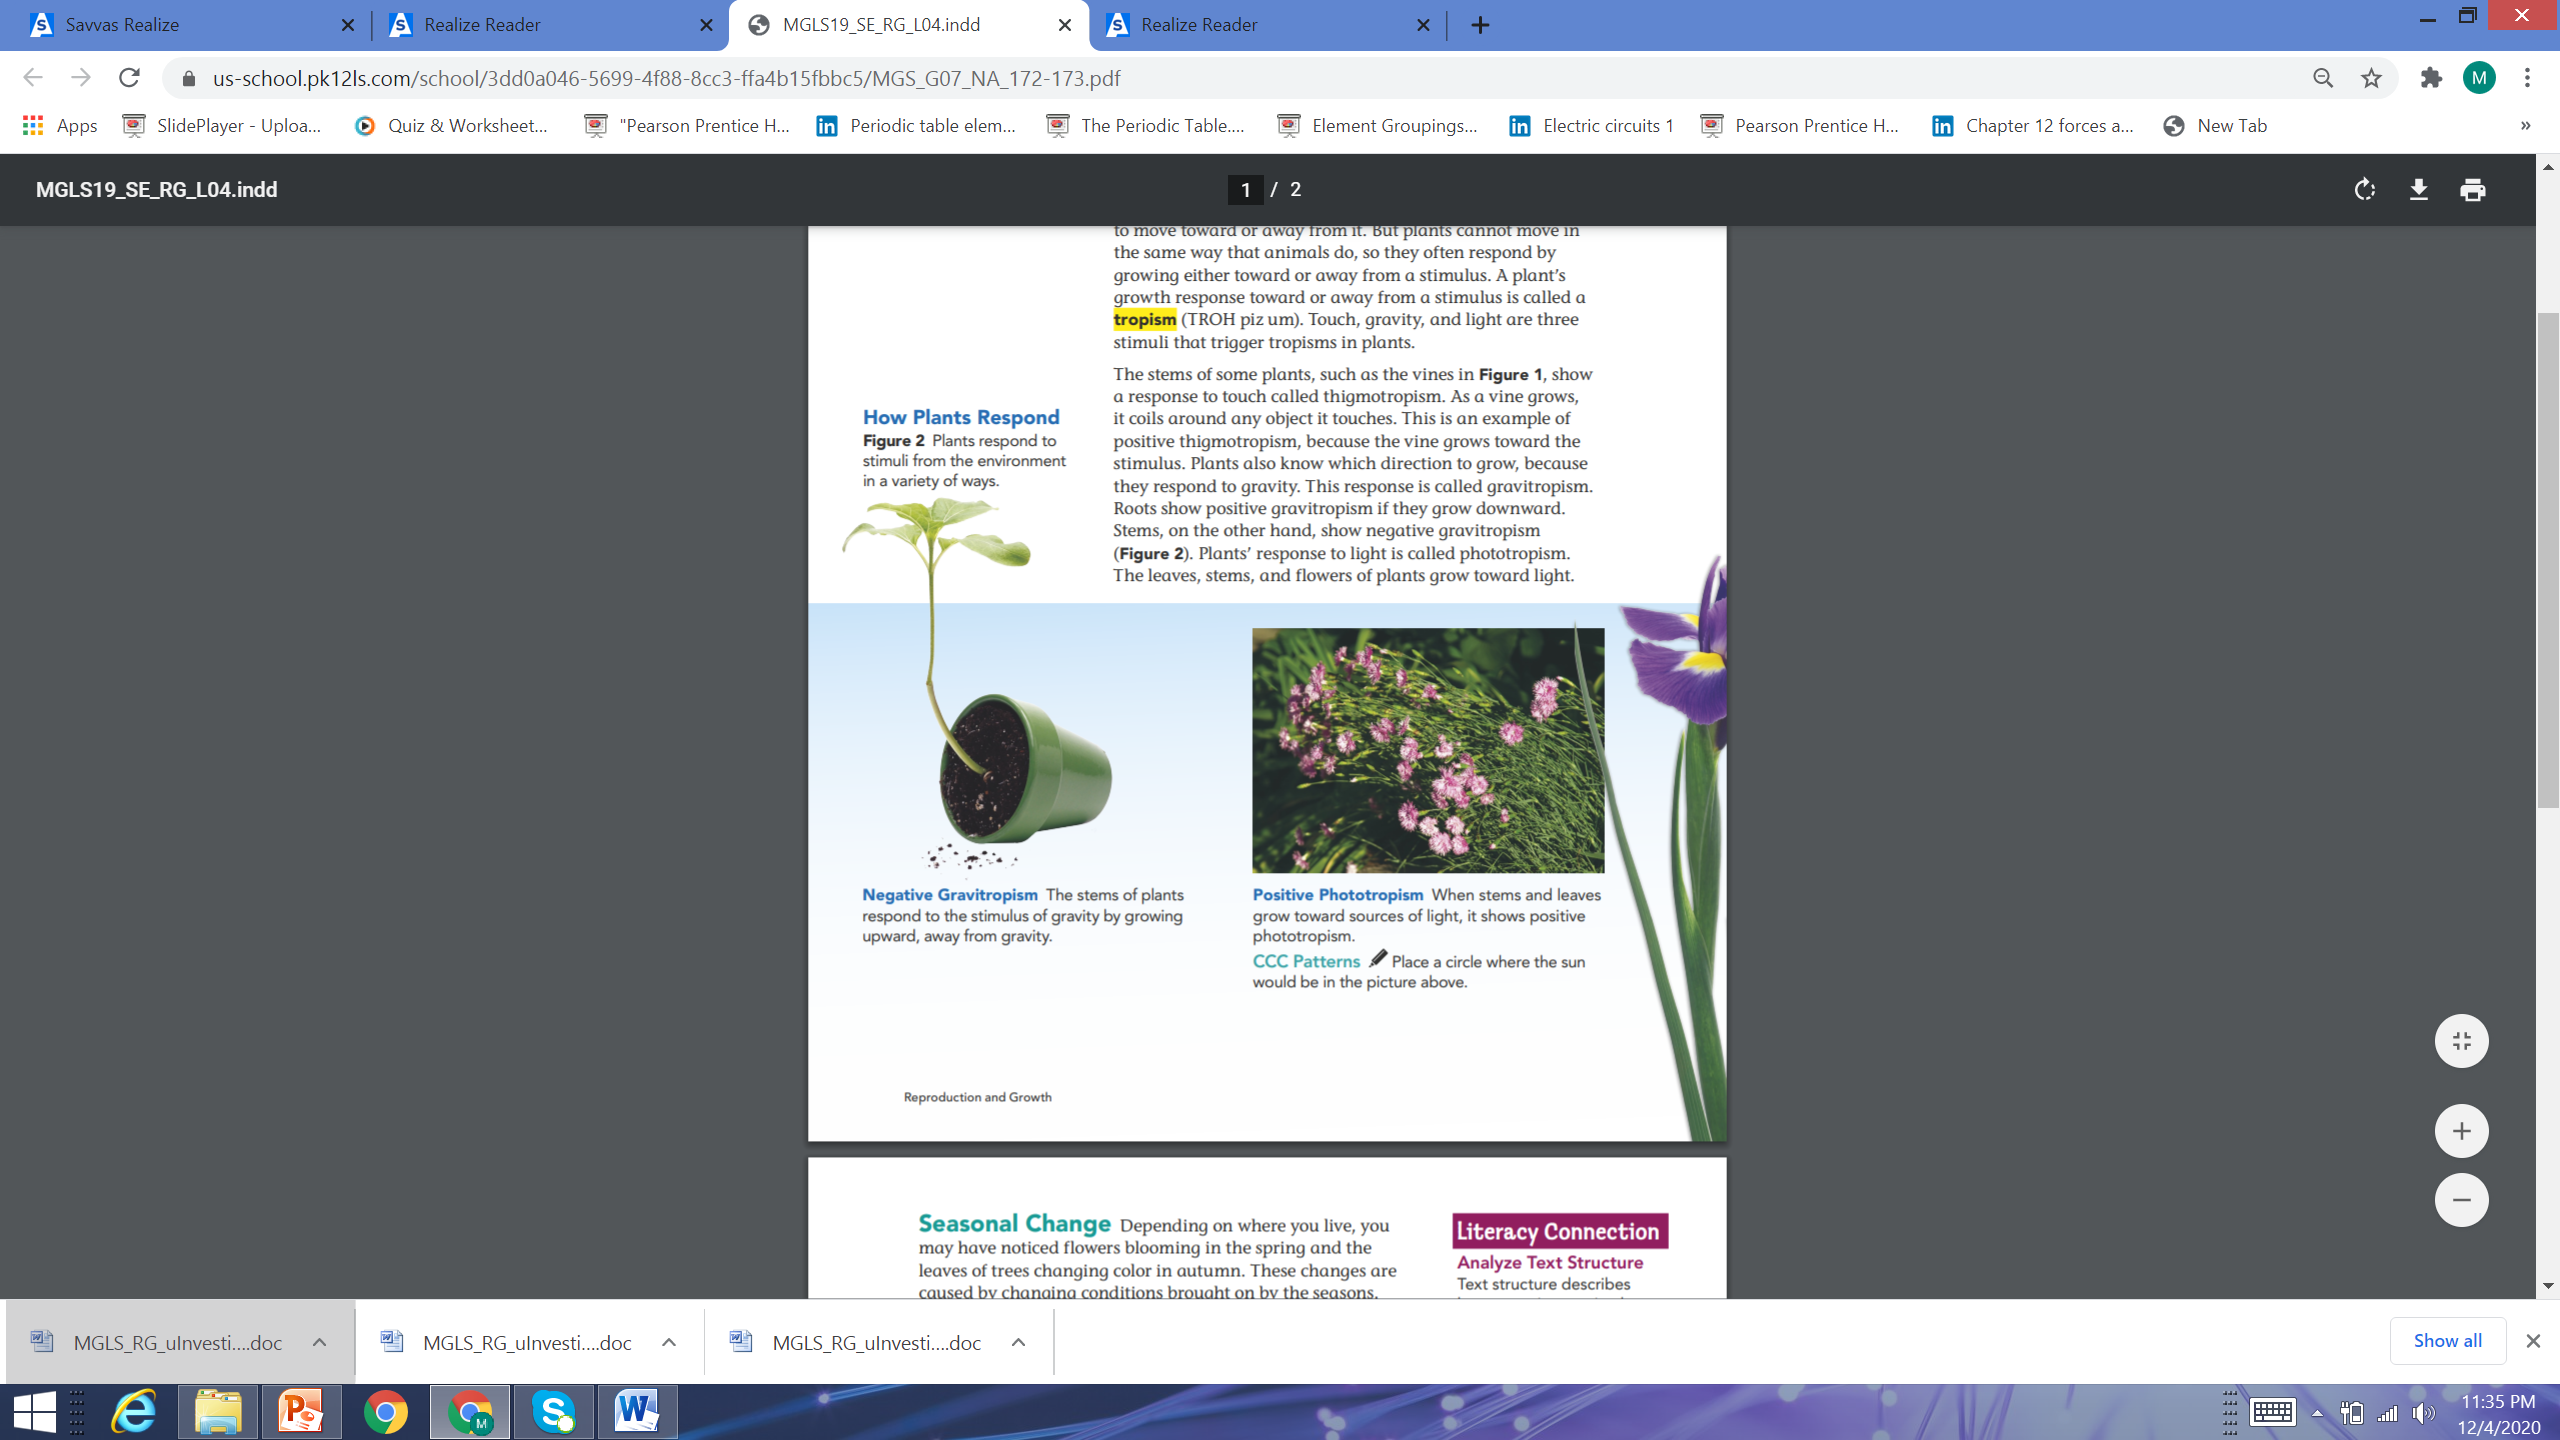 Savvas Realize
Realize Reader
MGLS19_SE_RG_L04.indd
Realize Reader
us-school.pk12ls.com/school/3dd0a046-5699-4f88-8cc3-ffa4b15fbbc5/MGS_G07_NA_172-173.pdf
M
Apps
SlidePlayer - Uploa...
Quiz & Worksheet...
"Pearson Prentice H...
Periodic table elem...
The Periodic Table....
Element Groupings...
Electric circuits 1
Pearson Prentice H...
Chapter 12 forces a...
New Tab
»
MGLS19_SE_RG_L04.indd
1 / 2
to move toward or away from it. But plants cannot move in
the same way that animals do, so they often respond by
growing either toward or away from a stimulus. A plant's
growth response toward or away from a stimulus is called a
tropism (TROH piz um). Touch, gravity, and light are three
stimuli that trigger tropisms in plants.
The stems of some plants, such as the vines in Figure 1, show
a response to touch called thigmotropism. As a vine grows,
it coils around any object it touches. This is an example of
positive thigmotropism, because the vine grows toward the
stimulus. Plants also know which direction to grow, because
they respond to gravity. This response is called gravitropism.
Roots show positive gravitropism if they grow downward.
Stems, on the other hand, show negative gravitropism
(Figure 2). Plants' response to light is called phototropism.
The leaves, stems, and flowers of plants grow toward light.
How Plants Respond
Figure 2 Plants respond to
stimuli from the environment
in a variety of ways.
Negative Gravitropism The stems of plants
respond to the stimulus of gravity by growing
upward, away from gravity.
Positive Phototropism When stems and leaves
grow toward sources of light, it shows positive
phototropism.
CCC Patterns Place a circle where the sun
would be in the picture above.
Reproduction and Growth
Seasonal Change Depending on where you live, you
may have noticed flowers blooming in the spring and the
leaves of trees changing color in autumn. These changes are
caused by changing conditions brought on by the seasons.
Literacy Connection
Analyze Text Structure
Text structure describes
MGLS_RG_uInvesti....doc
MGLS_RG_uInvesti....doc
MGLS_RG_uInvesti....doc
Show all
11:35 PM
12/4/2020